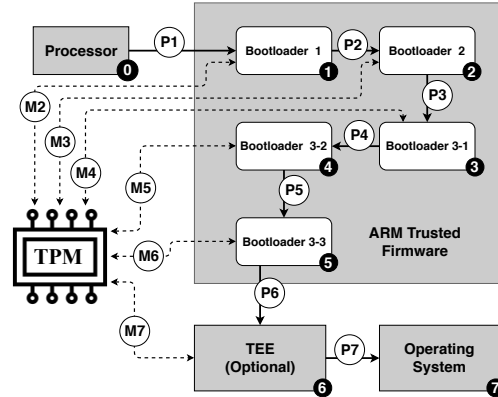 Processor
0
P1
Bootloader 1
1
P2
Bootloader 2
2
M2
M3
M4
P3
Bootloader 3-2
4
P4
Bootloader 3-1
3
M5
P5
TPM
M6
Bootloader 3-3
5
ARM Trusted
Firmware
P6
M7
TEE
(Optional)
6
P7
Operating
System
7